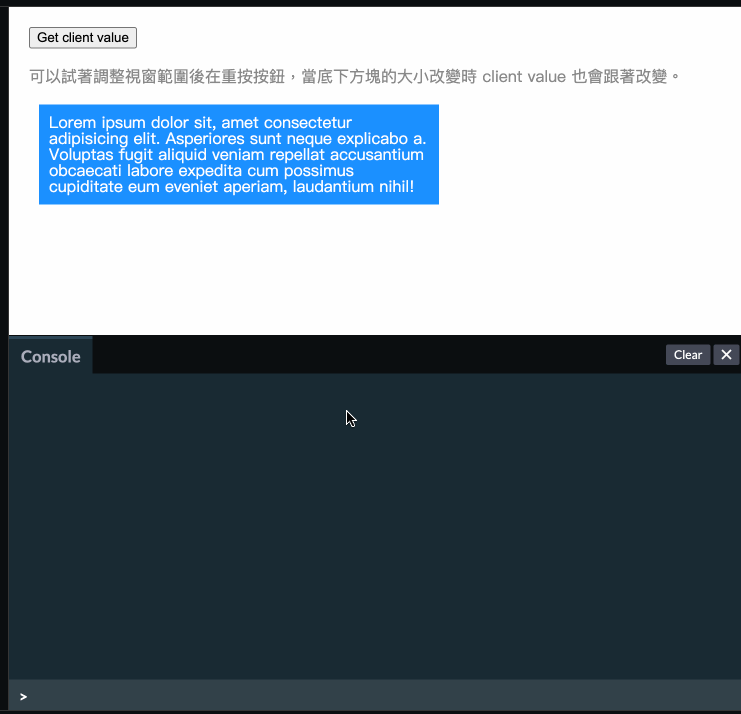 Get client value
可以試著調整視窗範圍後在重按按鈕，當底下方塊的大小改變時 client value 也會跟著改變。
Lorem ipsum dolor sit, amet consectetur
adipisicing elit. Asperiores sunt neque explicabo a.
Voluptas fugit aliquid veniam repellat accusantium
obcaecati labore expedita cum possimus
cupiditate eum eveniet aperiam, laudantium nihil!
Console
Clear ✕
>